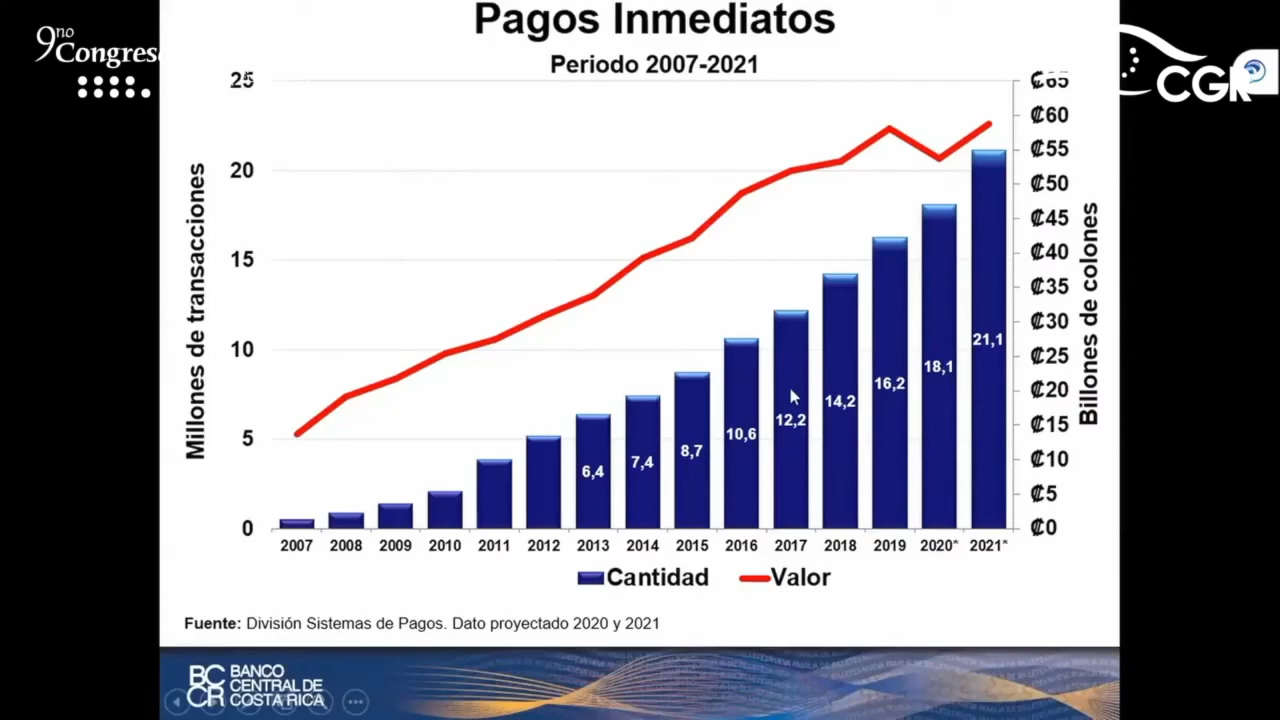 Pagos Inmediatos
9no Congreso
Periodo 2007-2021
CGR
25
20
15
10
5
0
Millones de transacciones
₡65
₡60
₡55
₡50
₡45
₡40
₡35
₡30
₡25
₡20
₡15
₡10
₡5
₡0
Billones de colones
6,4
7,4
8,7
10,6
12,2
14,2
16,2
18,1
21,1
2007 2008 2009 2010 2011 2012 2013 2014 2015 2016 2017 2018 2019 2020* 2021*
Cantidad Valor
Fuente: División Sistemas de Pagos. Dato proyectado 2020 y 2021
BCCR
BANCO
CENTRAL DE
COSTA RICA